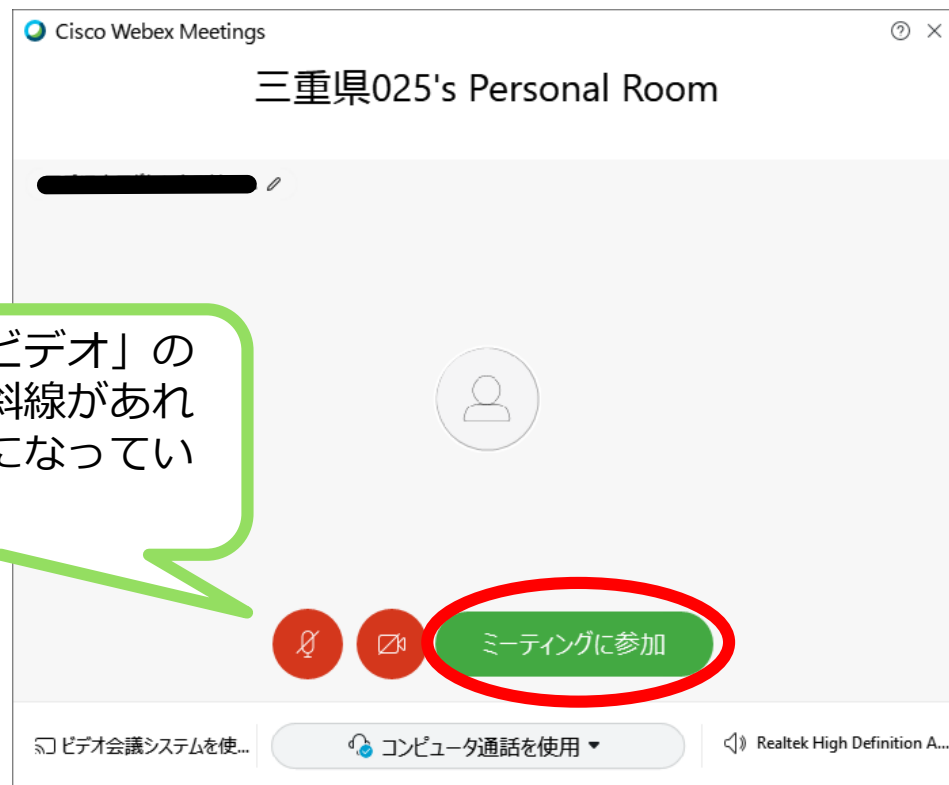 Cisco Webex Meetings
三重県025's Personal Room
ビデオ」の
斜線があれ
になってい
ミーティングに参加
ビデオ会議システムを使...
コンピュータ通話を使用
Realtek High Definition A...